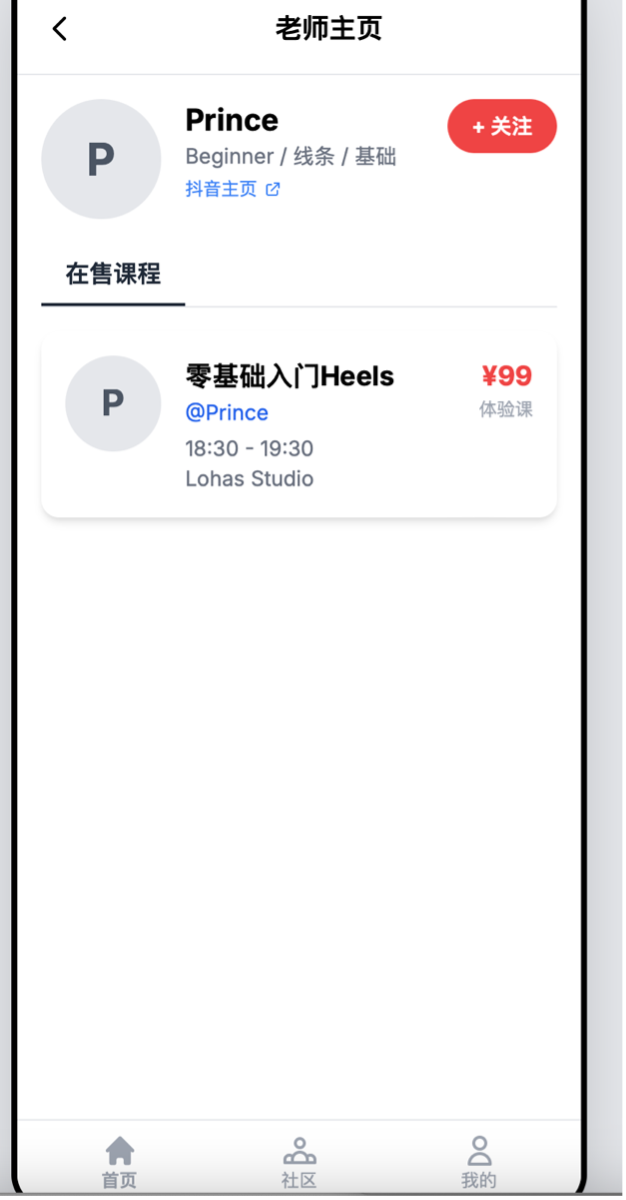 老师主页
P
Prince
+ 关注
Beginner / 线条 / 基础
抖音主页
在售课程
P
零基础入门Heels
¥99
@Prince
体验课
18:30 - 19:30
Lohas Studio
首页
社区
我的